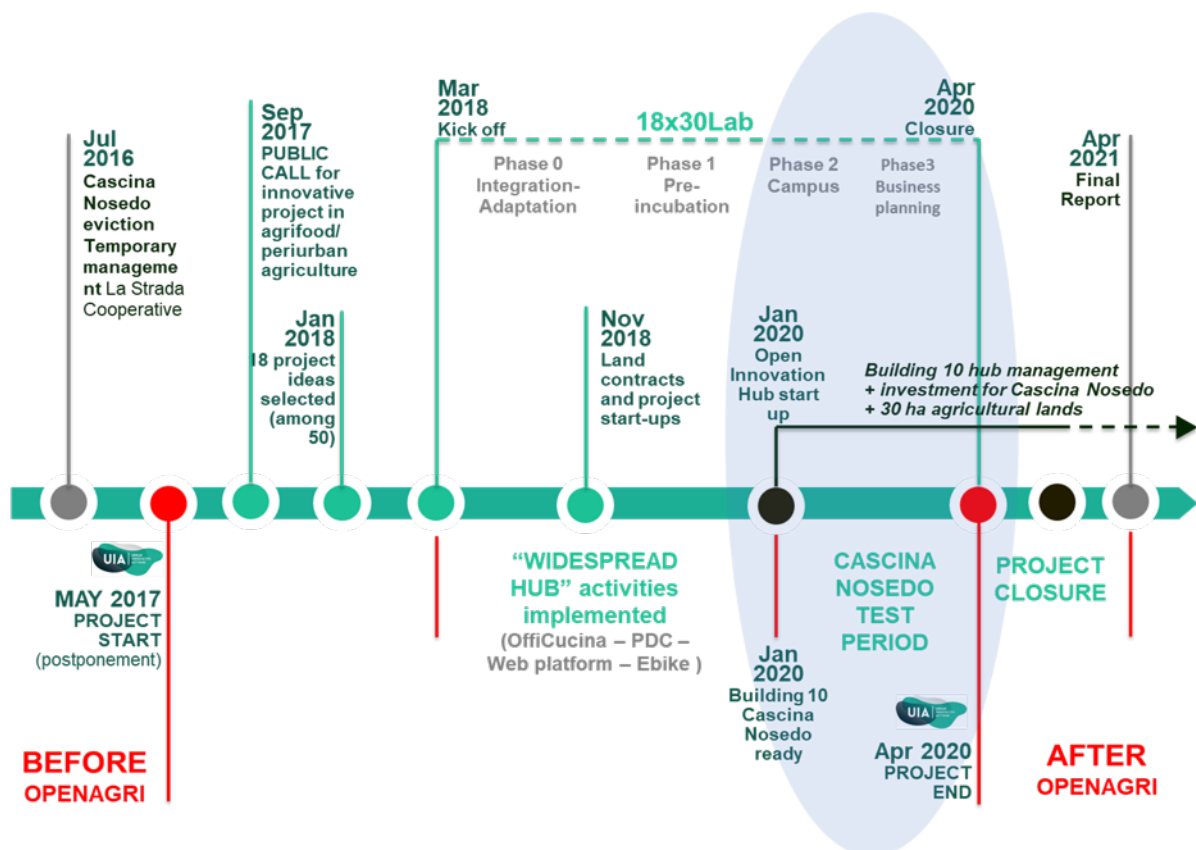 Jul
2016
Cascina
Nosedo
eviction
Temporary
manageme
nt La Strada
Cooperative
Sep
2017
PUBLIC
CALL for
innovative
project in
agrifood/
periurban
agriculture
Jan
2018
18 project
ideas
selected
(among
50)
Mar
2018
Kick off
18x30Lab
Apr
2020
Closure
Phase 0
Integration-
Adaptation
Phase 1
Pre-
incubation
Phase 2
Campus
Phase3
Business
planning
Nov
2018
Land
contracts
and project
start-ups
Jan
2020
Open
Innovation
Hub start
up
Building 10 hub management
+ investment for Cascina Nosedo
+ 30 ha agricultural lands
Apr
2021
Final
Report
UIA
MAY 2017
PROJECT
START
(postponement)
BEFORE
OPENAGRI
“WIDESPREAD
HUB” activities
implemented
(OffiCucina – PDC –
Web platform – Ebike )
Jan
2020
Building 10
Cascina
Nosedo
ready
CASCINA
NOSEDO
TEST
PERIOD
UIA
Apr 2020
PROJECT
END
PROJECT
CLOSURE
AFTER
OPENAGRI